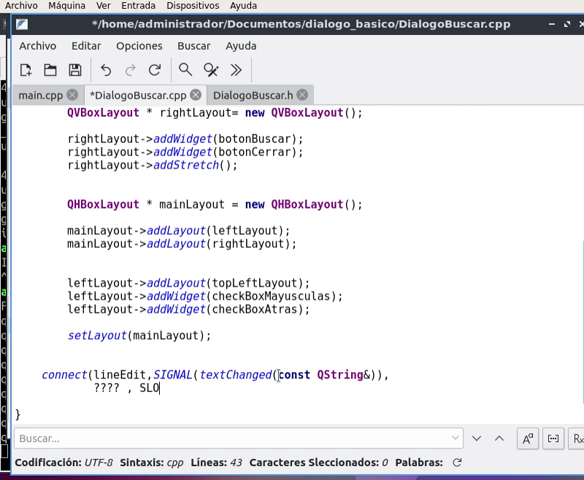 Archivo Máquina Ver Entrada Dispositivos Ayuda
*/home/administrador/Documentos/dialogo_basico/DialogoBuscar.cpp
Archivo Editar Opciones Buscar Ayuda
main.cpp *DialogoBuscar.cpp DialogoBuscar.h
QVBoxLayout * rightLayout= new QVBoxLayout();
rightLayout->addWidget(botonBuscar);
rightLayout->addWidget(botonCerrar);
rightLayout->addStretch();
QHBoxLayout * mainLayout = new QHBoxLayout();
mainLayout->addLayout(leftLayout);
mainLayout->addLayout(rightLayout);
leftLayout->addLayout(topLeftLayout);
leftLayout->addWidget(checkBoxMayusculas);
leftLayout->addWidget(checkBoxAtras);
setLayout(mainLayout);
connect(lineEdit,SIGNAL(textChanged(const QString&)),
???? , SLO
}
Buscar...
Codificación: UTF-8 Sintaxis: cpp Líneas: 43 Caracteres Sleccionados: 0 Palabras: